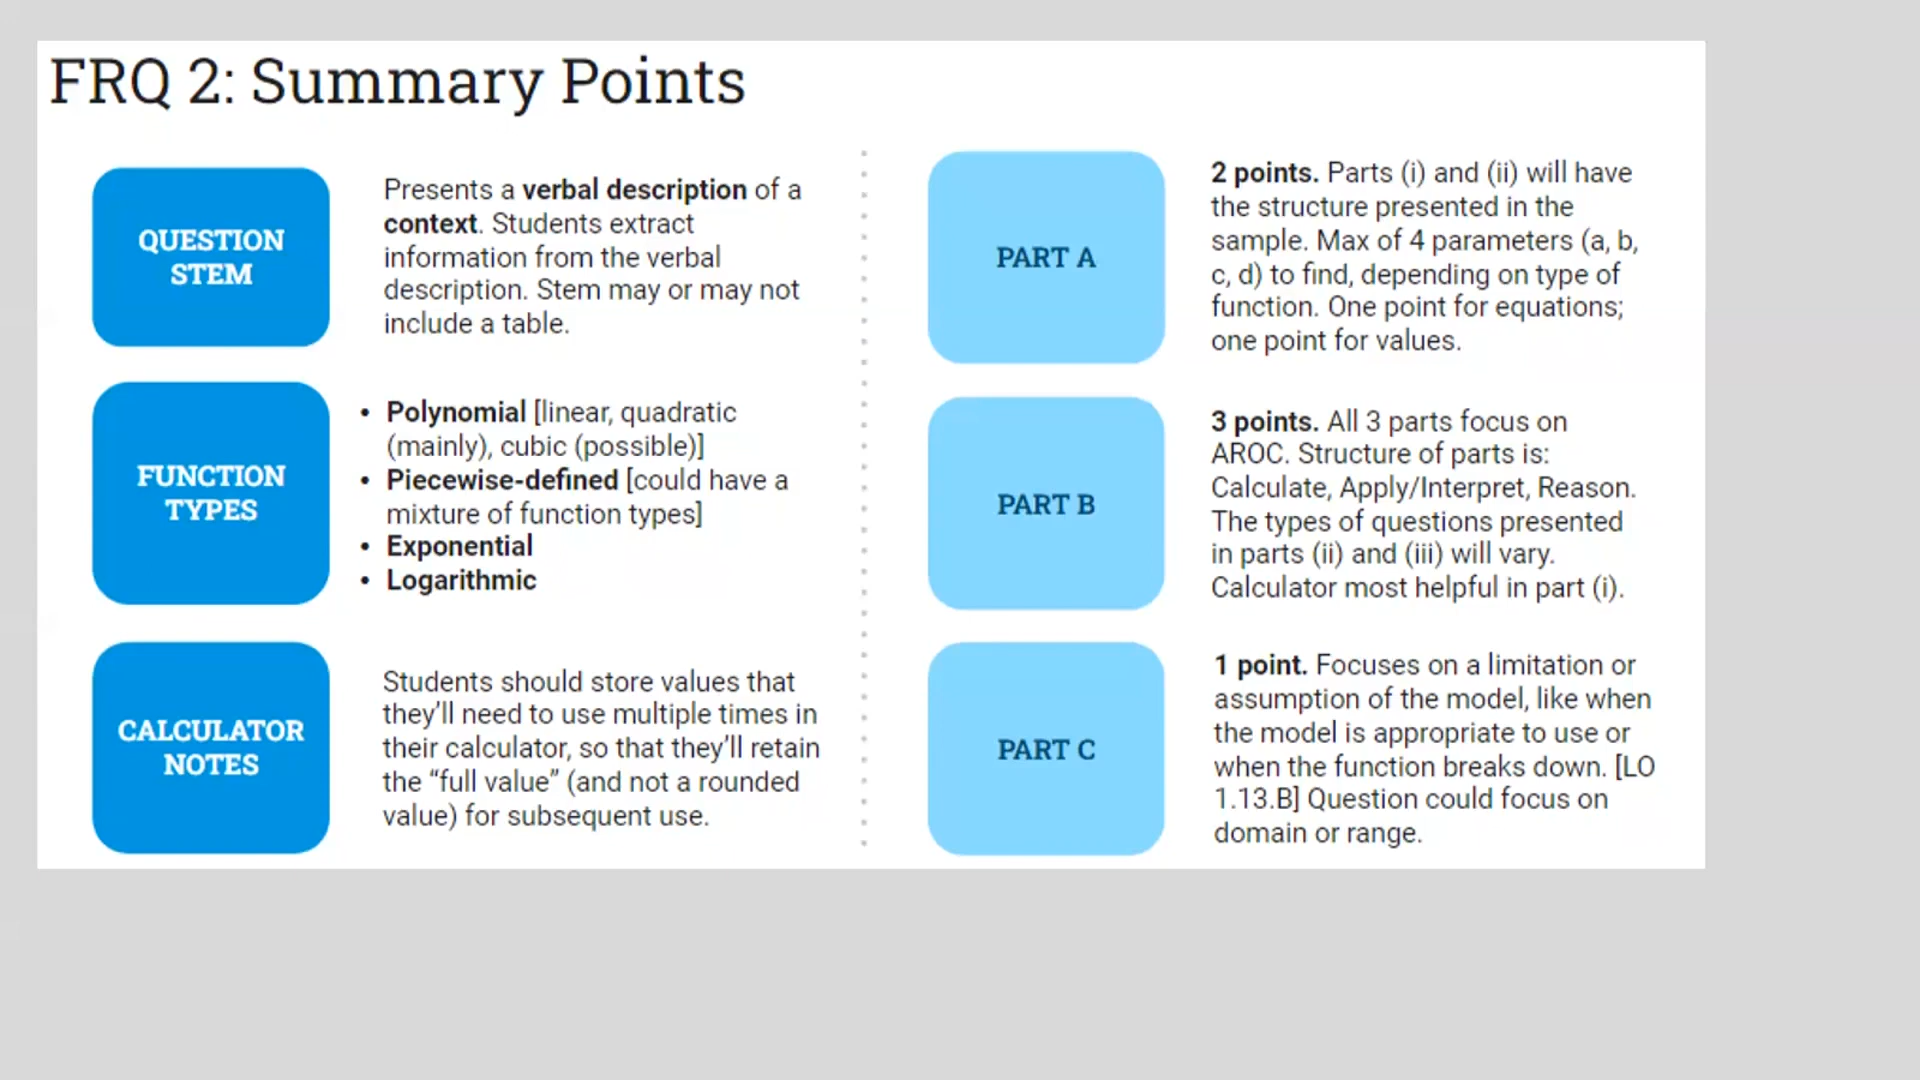 FRQ 2: Summary Points
QUESTION
STEM
Presents a verbal description of a
context. Students extract
information from the verbal
description. Stem may or may not
include a table.
FUNCTION
TYPES
• Polynomial [linear, quadratic
(mainly), cubic (possible)]
• Piecewise-defined [could have a
mixture of function types]
• Exponential
• Logarithmic
CALCULATOR
NOTES
Students should store values that
they’ll need to use multiple times in
their calculator, so that they’ll retain
the “full value” (and not a rounded
value) for subsequent use.
PART A
2 points. Parts (i) and (ii) will have
the structure presented in the
sample. Max of 4 parameters (a, b,
c, d) to find, depending on type of
function. One point for equations;
one point for values.
PART B
3 points. All 3 parts focus on
AROC. Structure of parts is:
Calculate, Apply/Interpret, Reason.
The types of questions presented
in parts (ii) and (iii) will vary.
Calculator most helpful in part (i).
PART C
1 point. Focuses on a limitation or
assumption of the model, like when
the model is appropriate to use or
when the function breaks down. [LO
1.13.B] Question could focus on
domain or range.